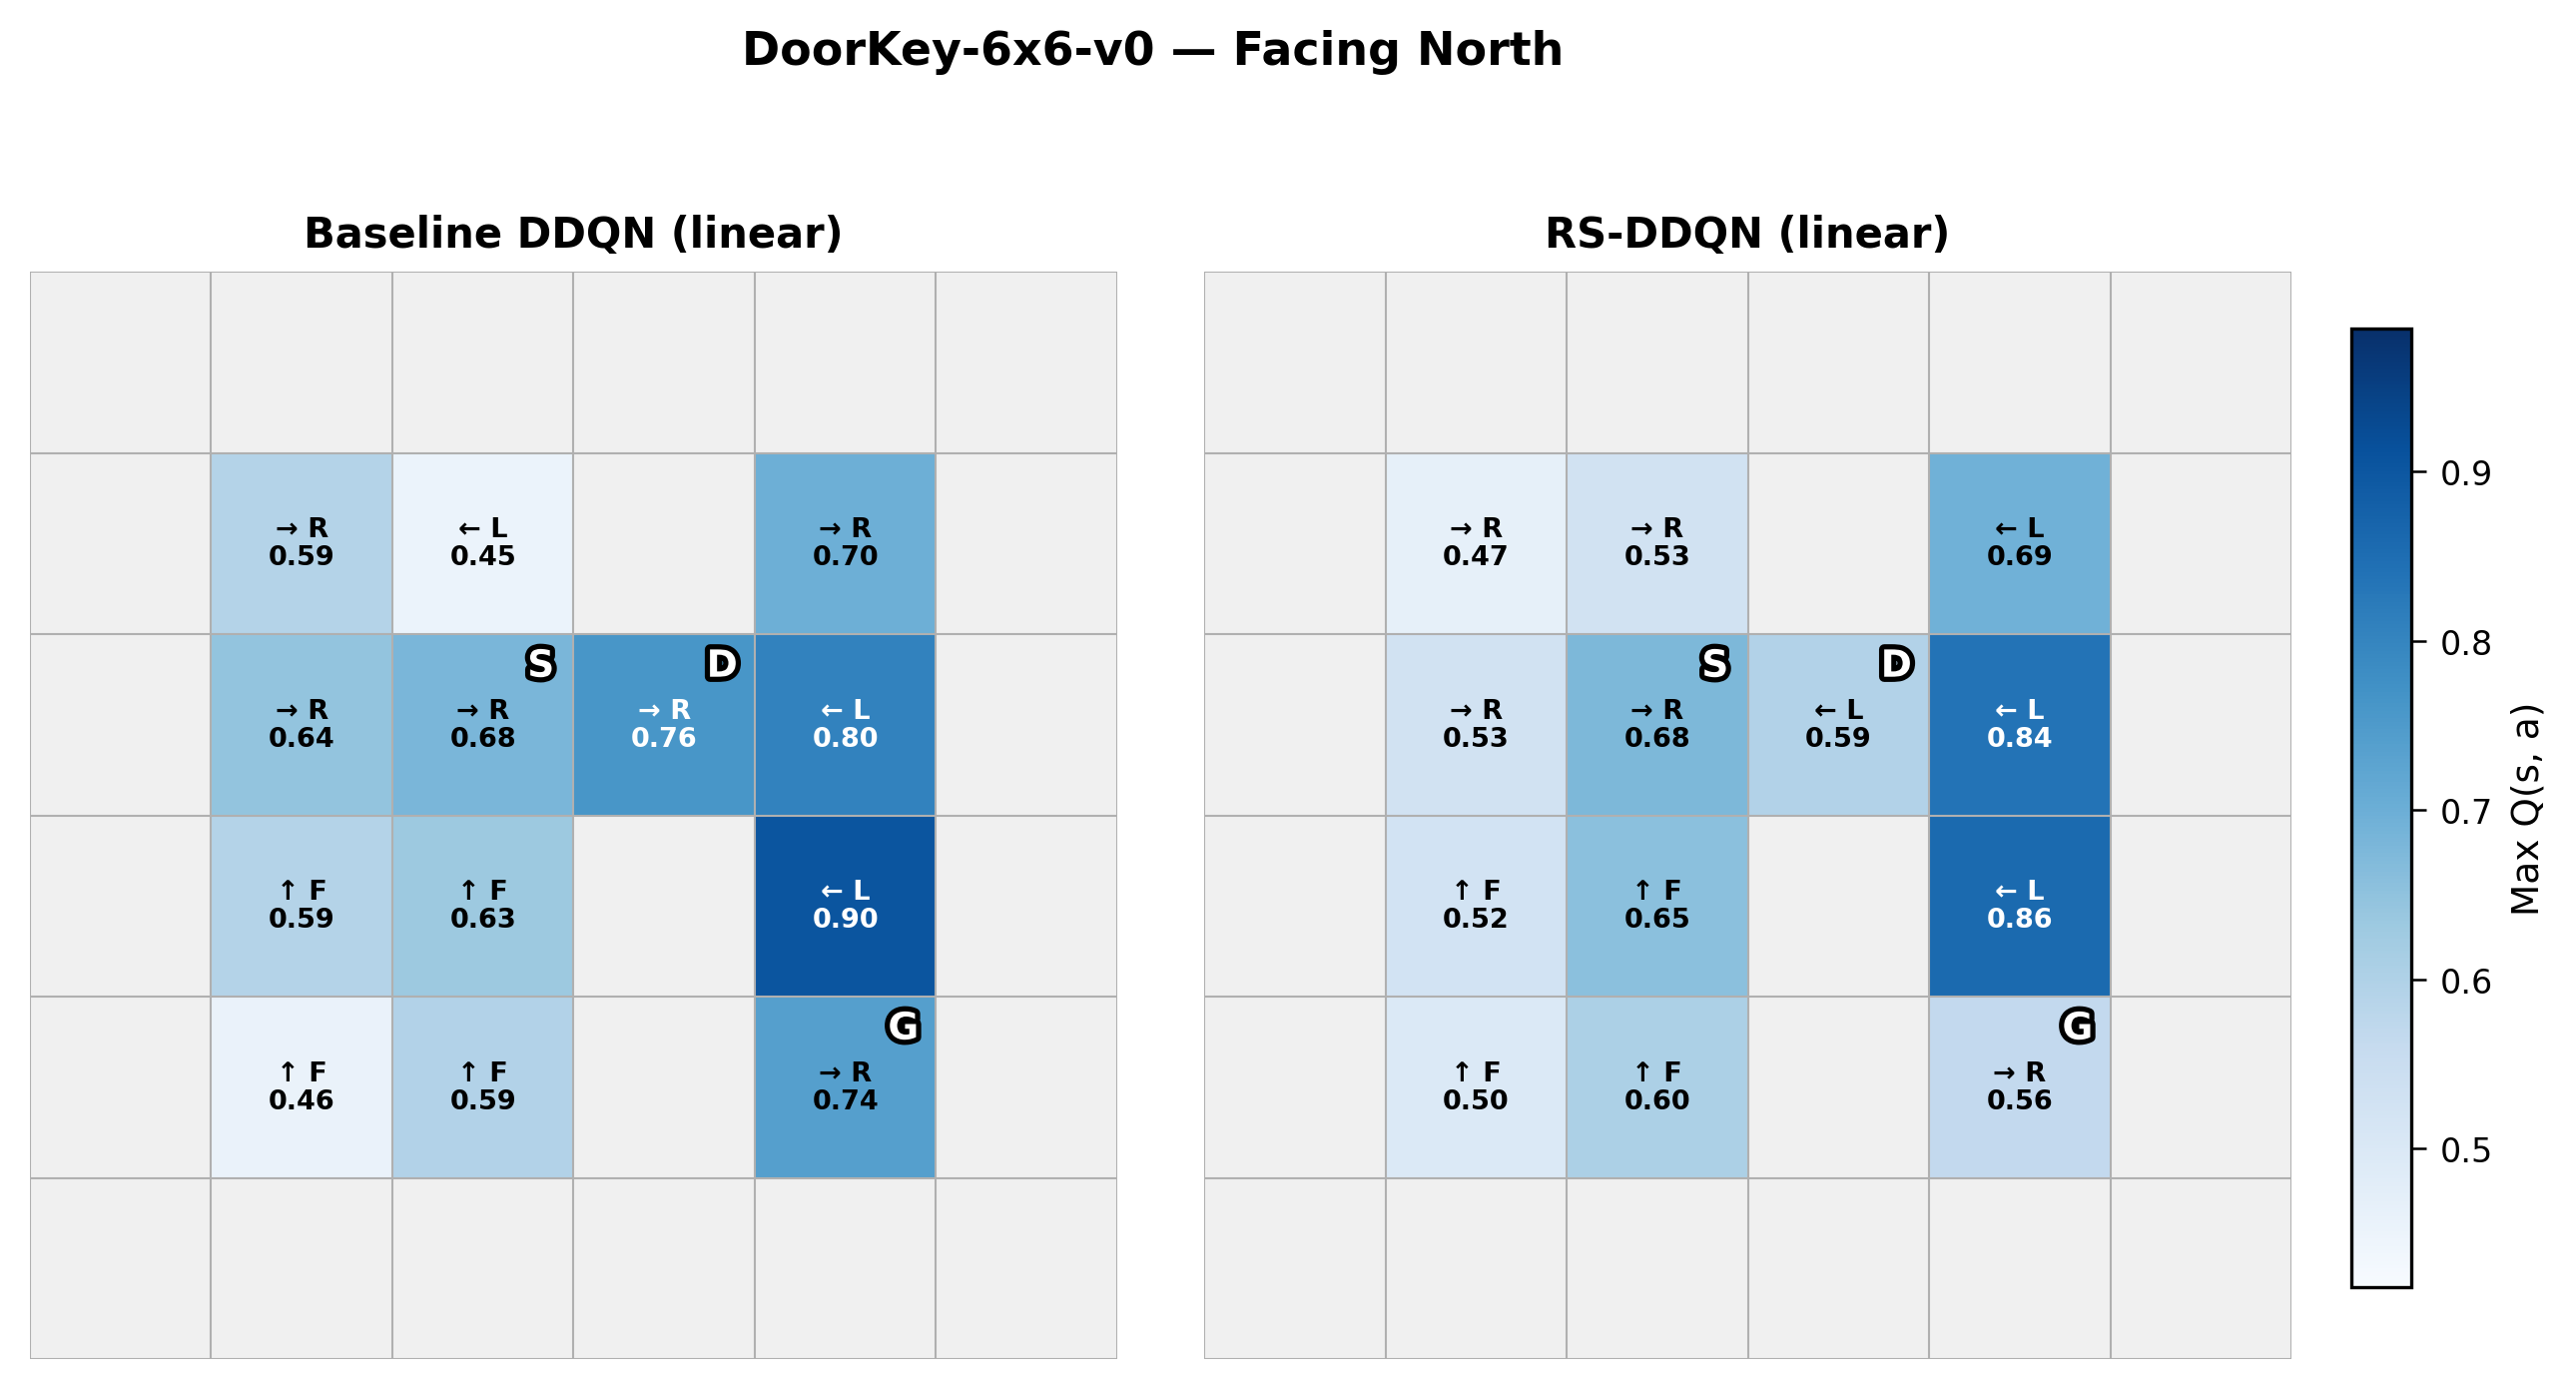 DoorKey-6x6-v0 — Facing North
Baseline DDQN (linear)
→ R
0.59
← L
0.45
→ R
0.70
→ R
0.64
S
→ R
0.68
D
→ R
0.76
← L
0.80
↑ F
0.59
↑ F
0.63
← L
0.90
↑ F
0.46
↑ F
0.59
G
→ R
0.74
RS-DDQN (linear)
→ R
0.47
→ R
0.53
← L
0.69
→ R
0.53
S
→ R
0.68
D
← L
0.59
← L
0.84
↑ F
0.52
↑ F
0.65
← L
0.86
↑ F
0.50
↑ F
0.60
G
→ R
0.56
0.9
0.8
0.7
0.6
0.5
Max Q(s, a)